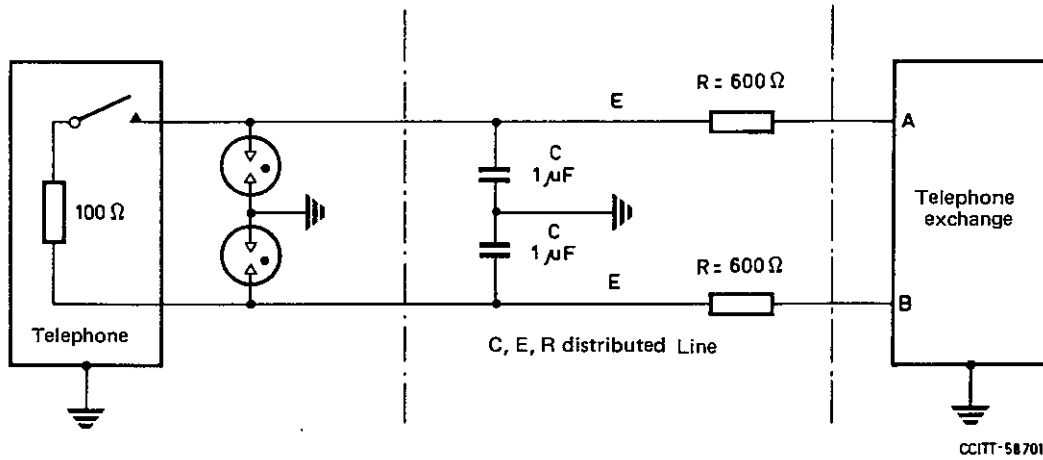 E
R = 600 Ω
A
C
1 μF
100 Ω
Telephone
exchange
C
1 μF
R = 600 Ω
E
B
Telephone
C, E, R distributed Line
CCITT-58701